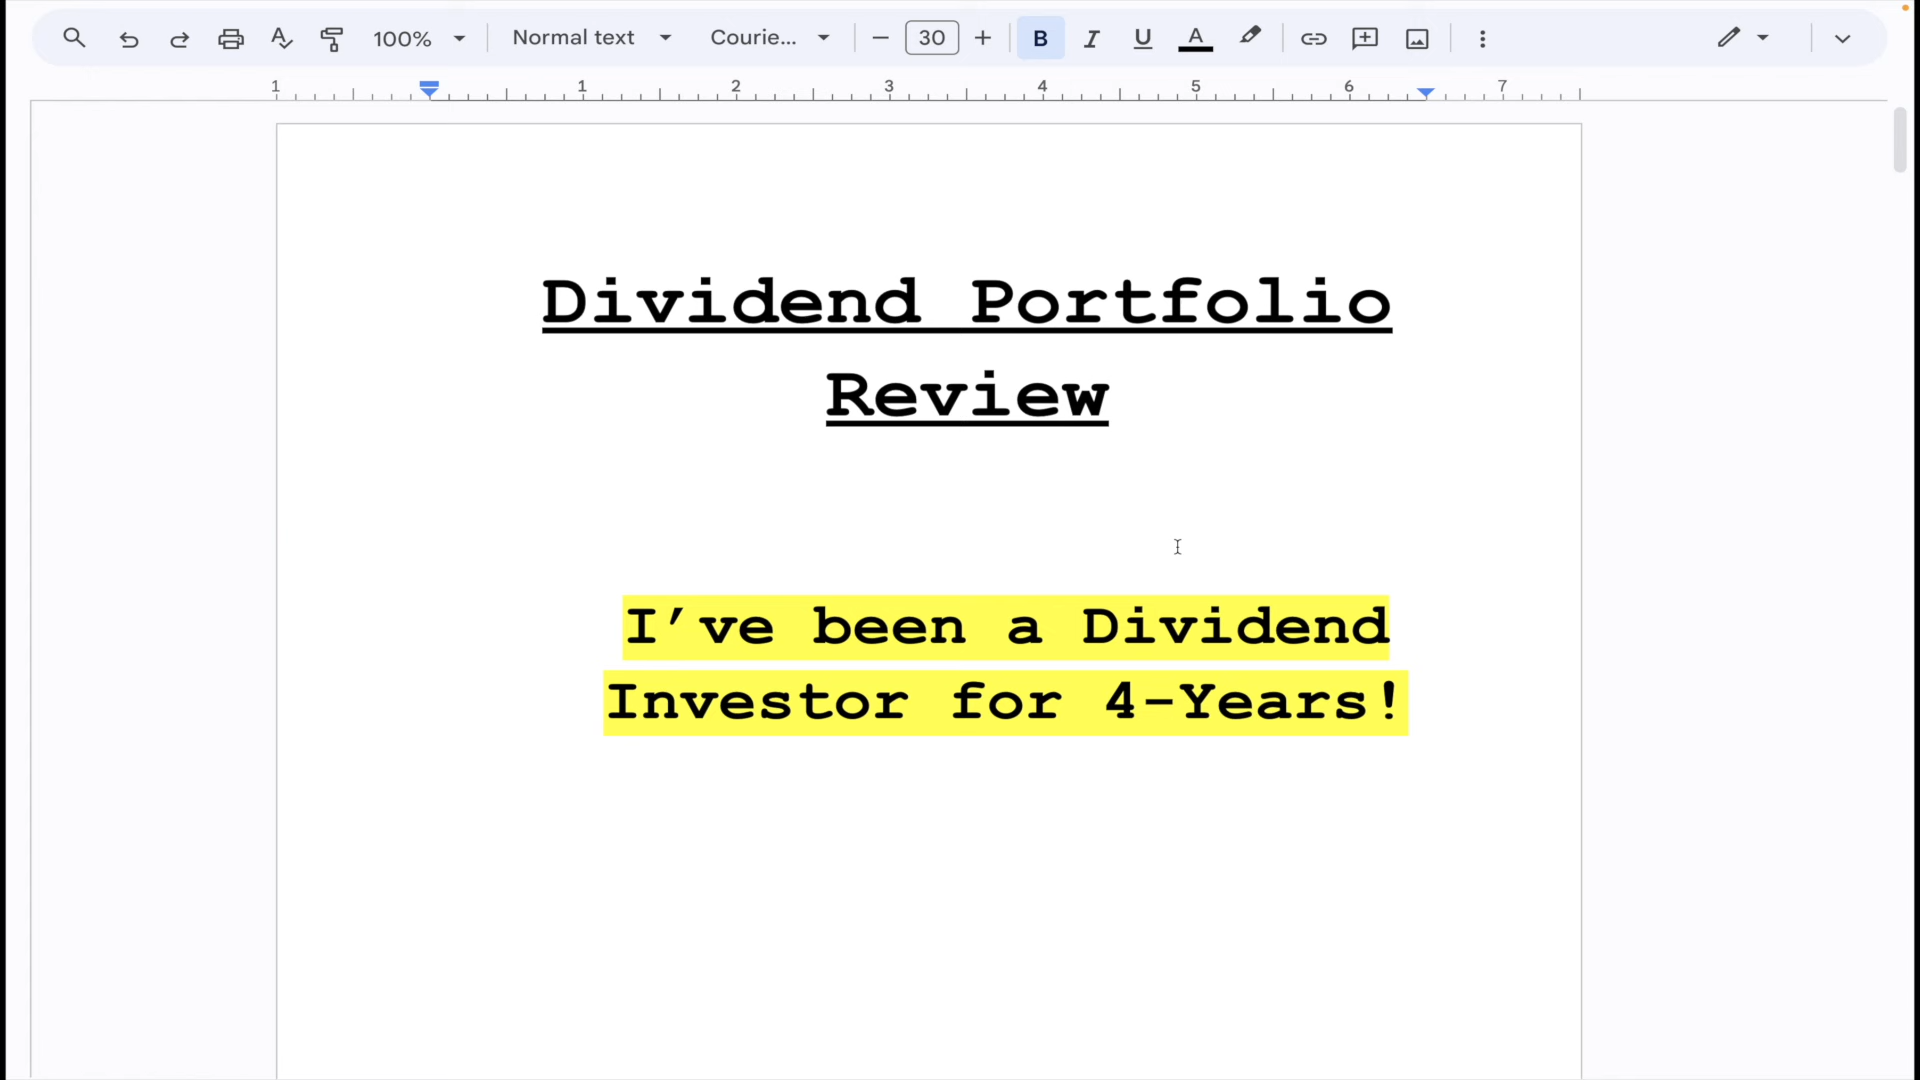 100% Normal text Courie... 30 B I U A
1 1 2 3 4 5 6 7
Dividend Portfolio
Review
I’ve been a Dividend
Investor for 4-Years!